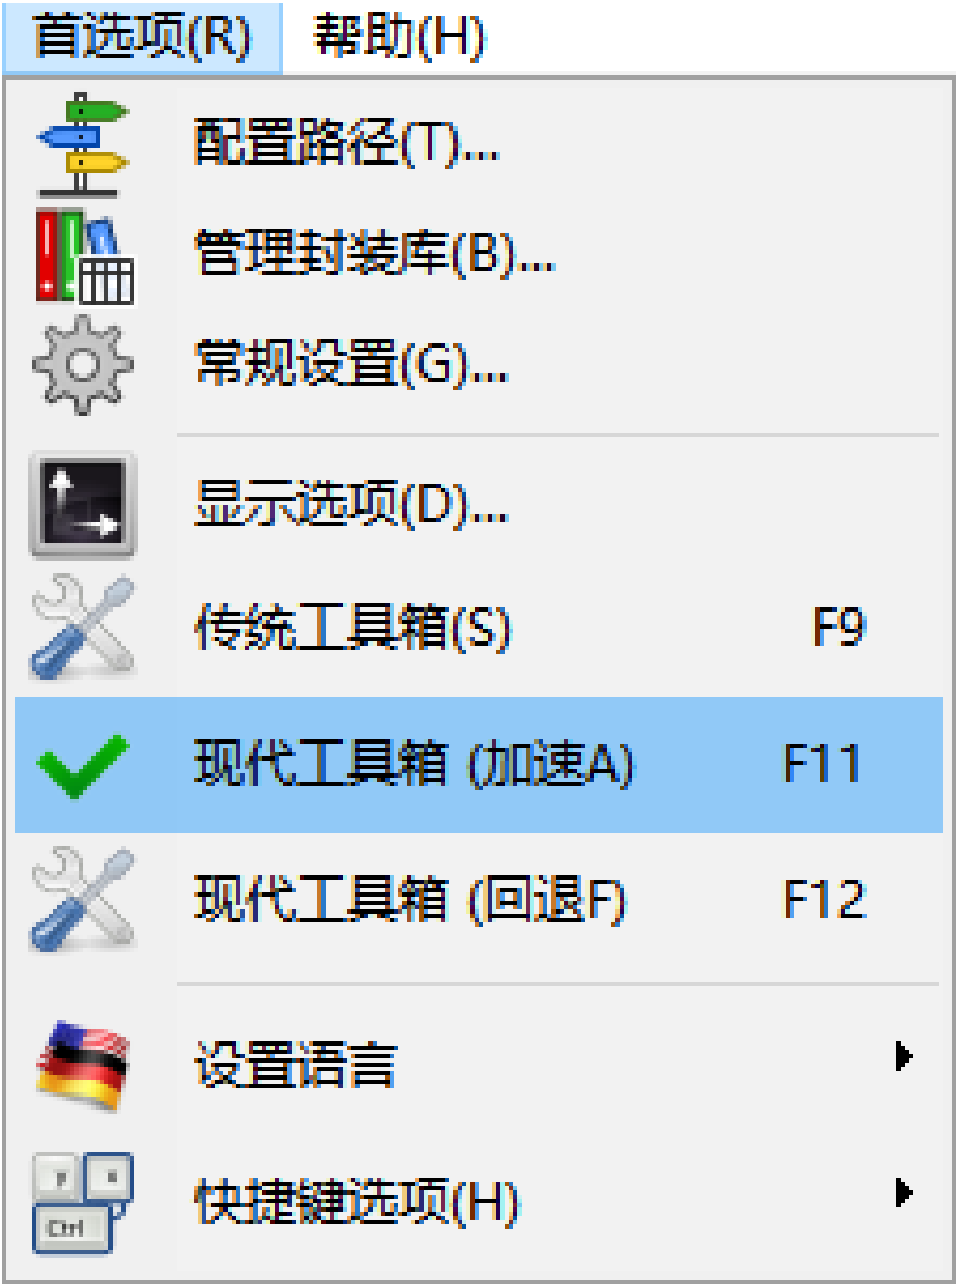 首选项(R) 帮助(H)
配置路径(T)...
管理封装库(B)...
常规设置(G)...
显示选项(D)...
传统工具箱(S) F9
现代工具箱 (加速A) F11
现代工具箱 (回退F) F12
设置语言
快捷键选项(H)
Ctrl